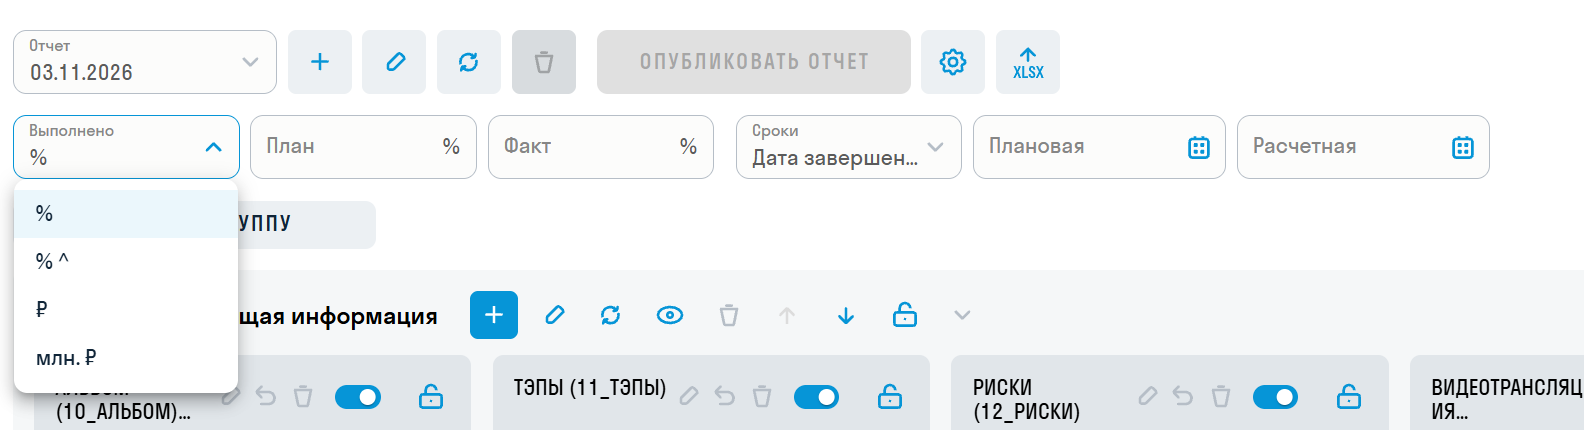 Отчет
03.11.2026
ОПУБЛИКОВАТЬ ОТЧЕТ
XLSX
Выполнено
%
План %
Факт %
Сроки
Дата завершен...
Плановая
Расчетная
%
% ^
₽
млн. ₽
УППУ
щая информация
(10_АЛЬБОМ)...
ТЭПЫ (11_ТЭПЫ)
РИСКИ
(12_РИСКИ)
ВИДЕОТРАНСЛЯЦ
ИЯ...